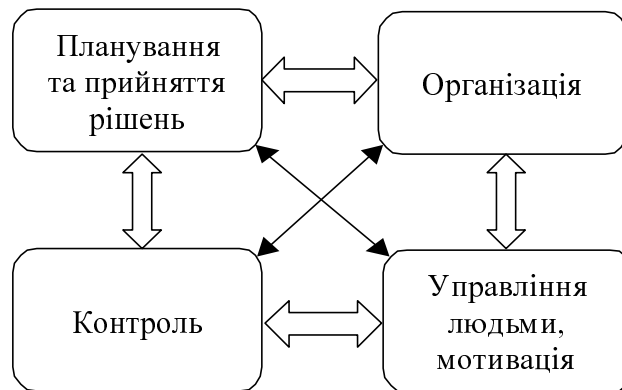 Планування
та прийняття
рішень
Організація
Контроль
Управління
людьми,
мотивація